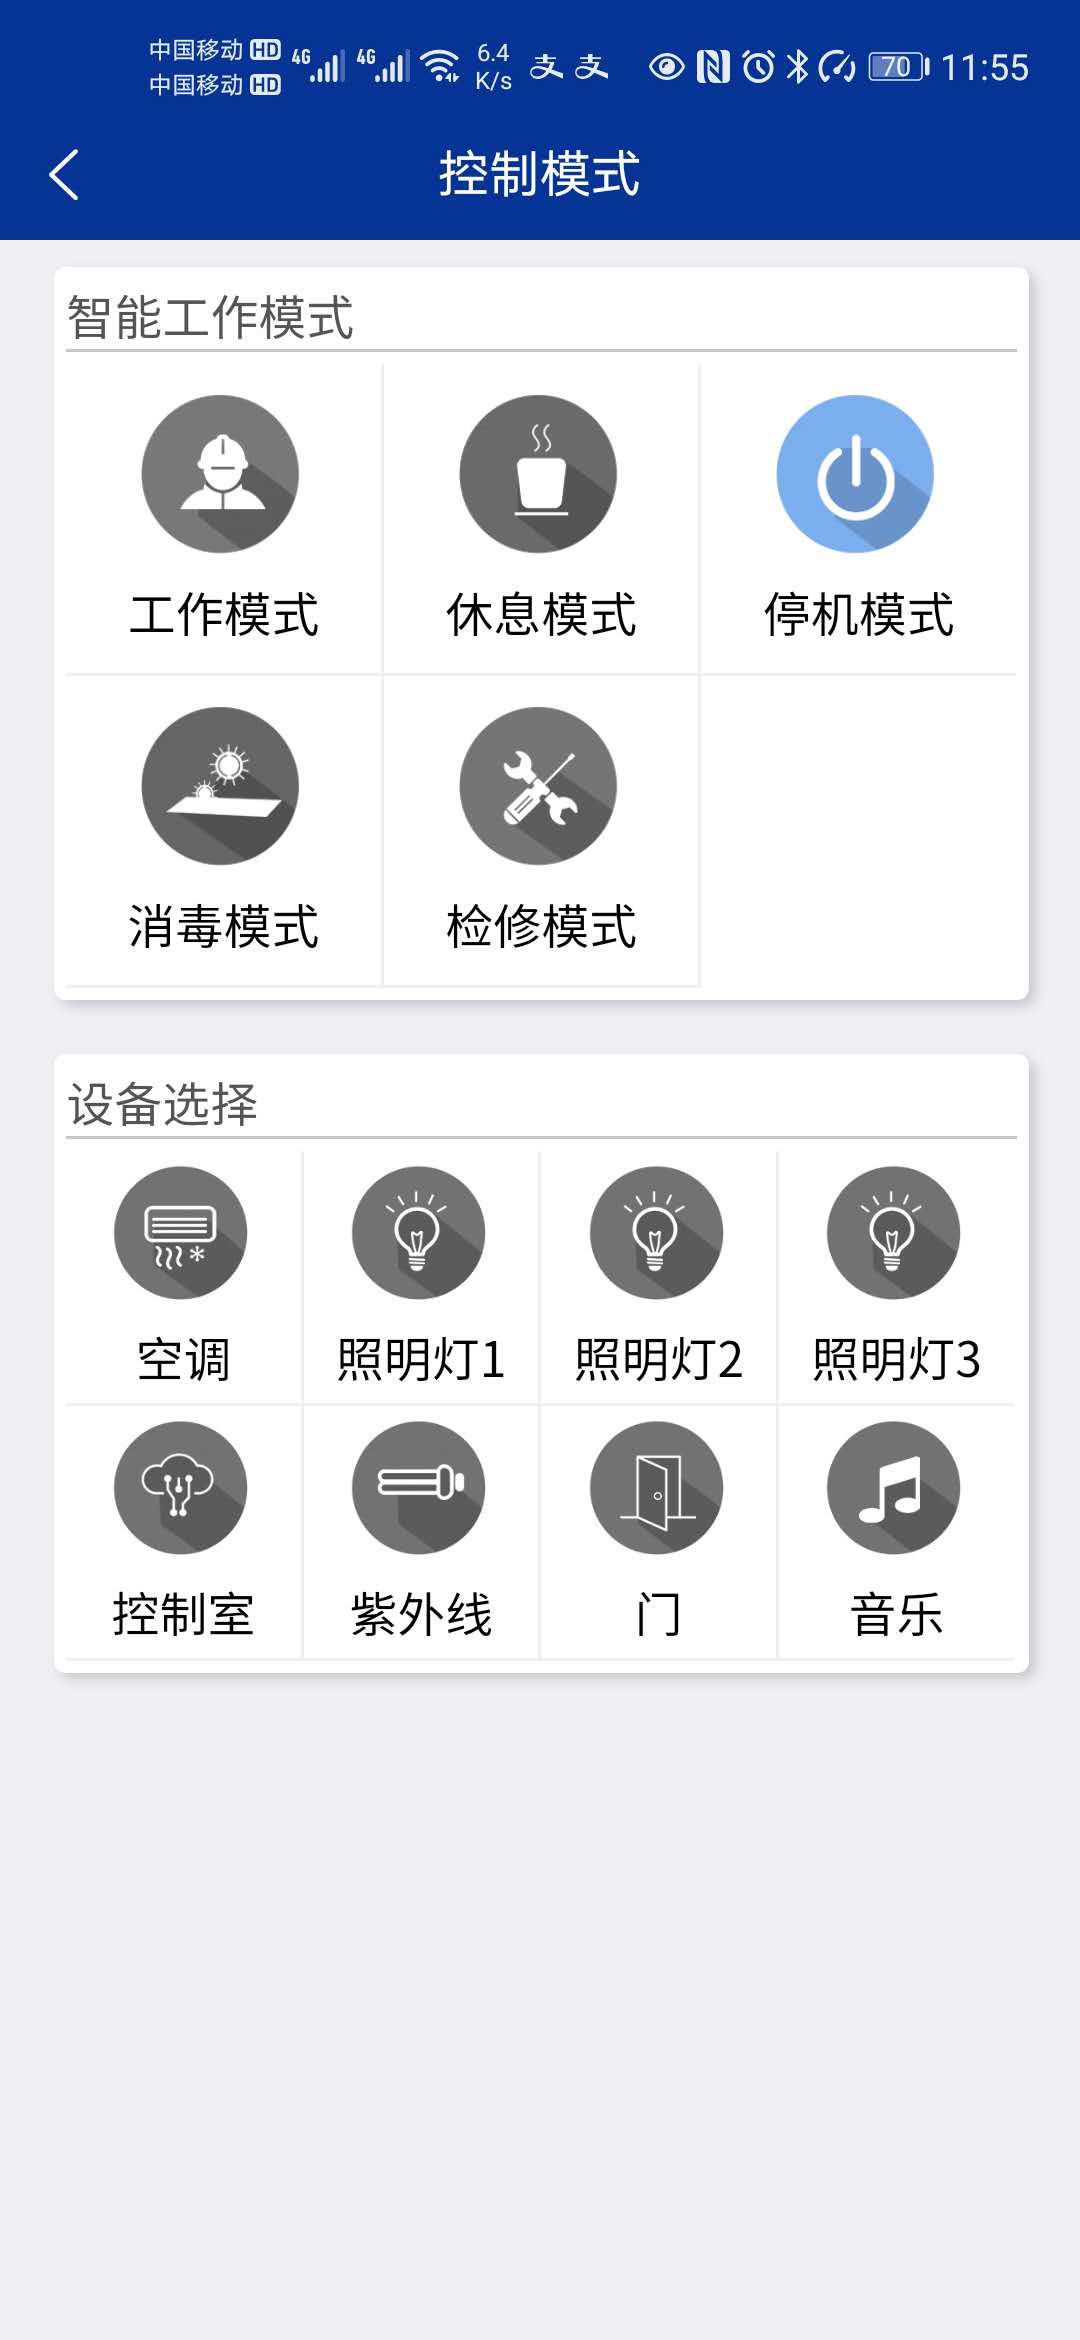 中国移动 HD 4G 4G 6.4 K/s 支 支 70 11:55
中国移动 HD
控制模式
智能工作模式
工作模式 休息模式 停机模式
消毒模式 检修模式
设备选择
空调 照明灯1 照明灯2 照明灯3
控制室 紫外线 门 音乐